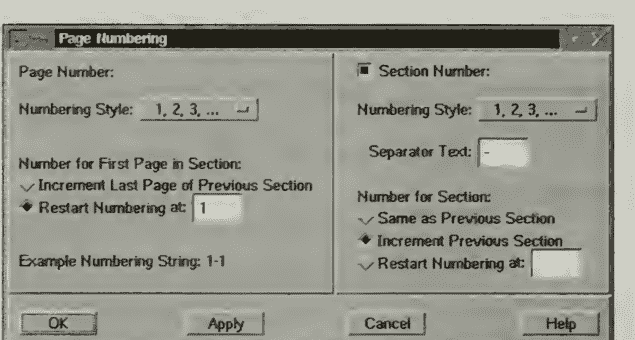 Page Numbering
Page Number:
Numbering Style: 1, 2, 3, ...
Number for First Page in Section:
Increment Last Page of Previous Section
Restart Numbering at: 1
Example Numbering String: 1-1
Section Number:
Numbering Style: 1, 2, 3, ...
Separator Text: -
Number for Section:
Same as Previous Section
Increment Previous Section
Restart Numbering at:
OK
Apply
Cancel
Help